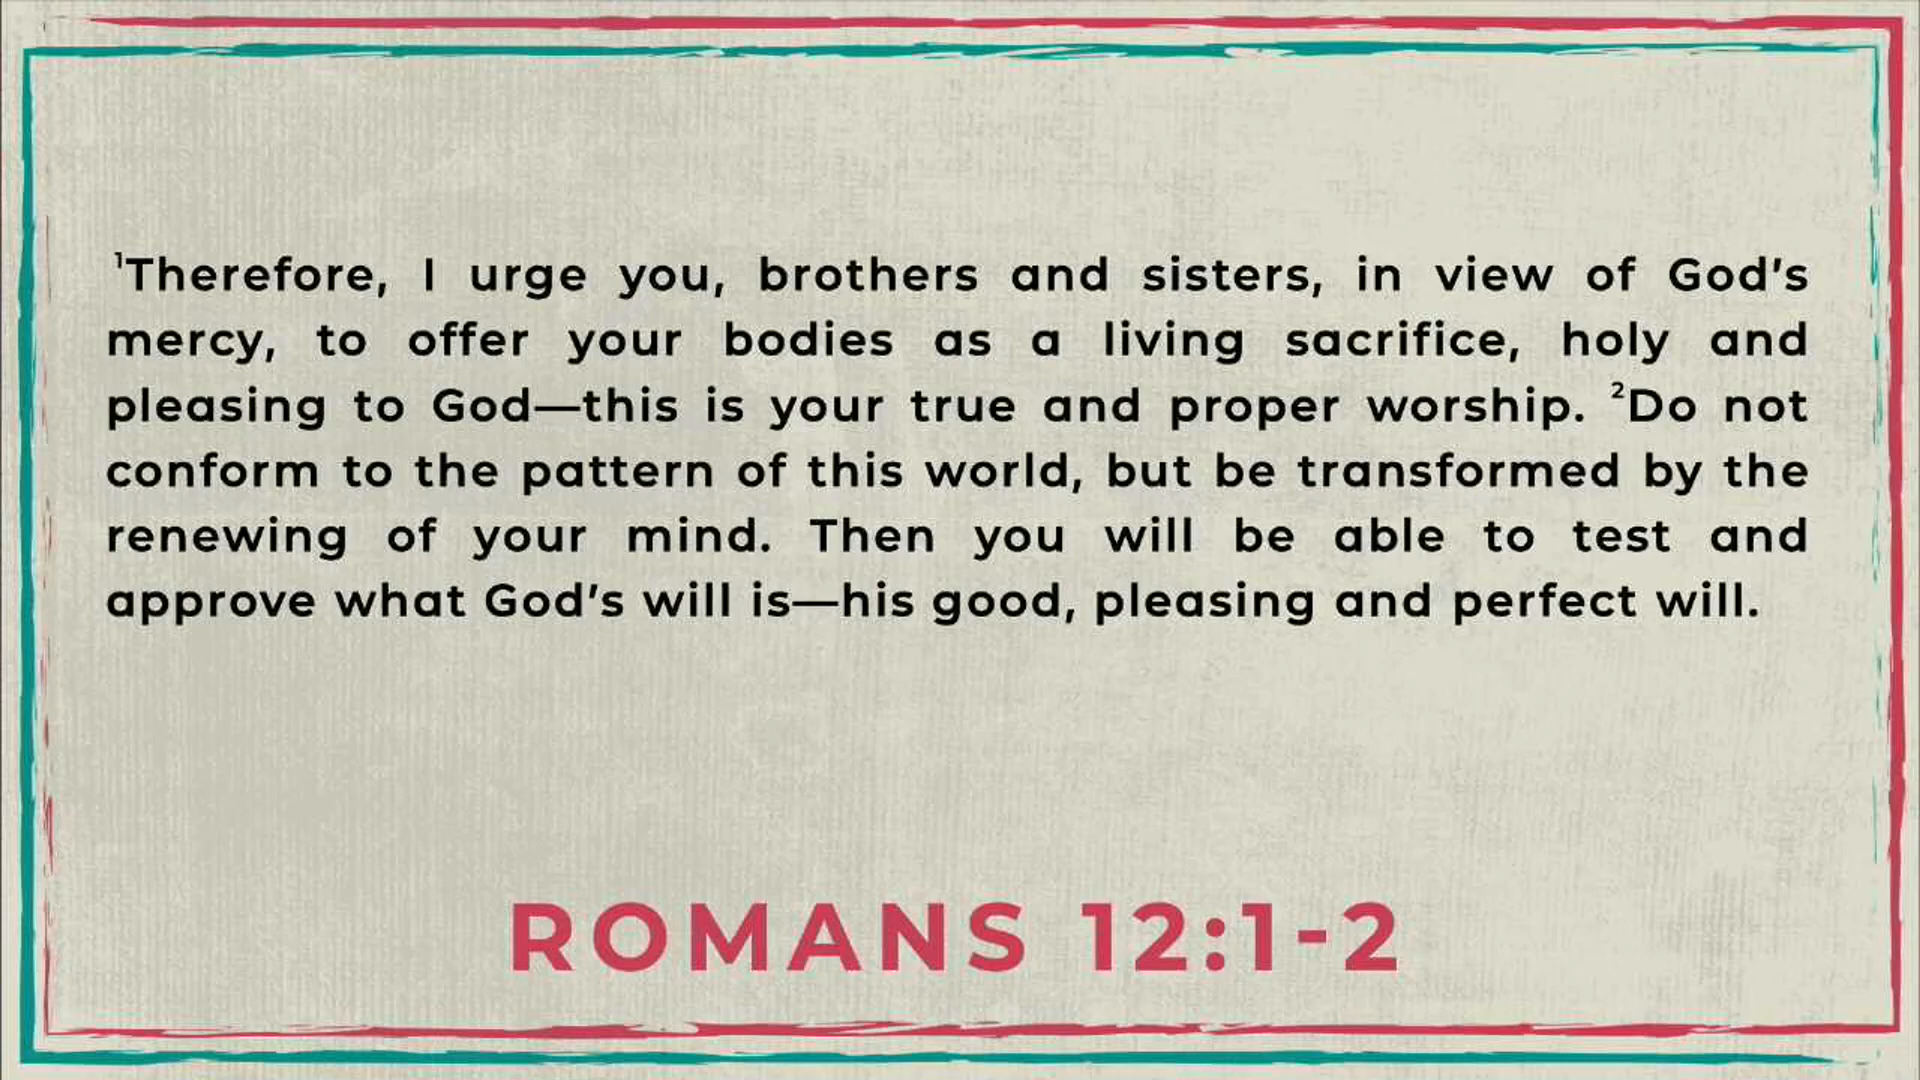 ¹Therefore, I urge you, brothers and sisters, in view of God’s
mercy, to offer your bodies as a living sacrifice, holy and
pleasing to God—this is your true and proper worship. ²Do not
conform to the pattern of this world, but be transformed by the
renewing of your mind. Then you will be able to test and
approve what God’s will is—his good, pleasing and perfect will.
ROMANS 12:1-2